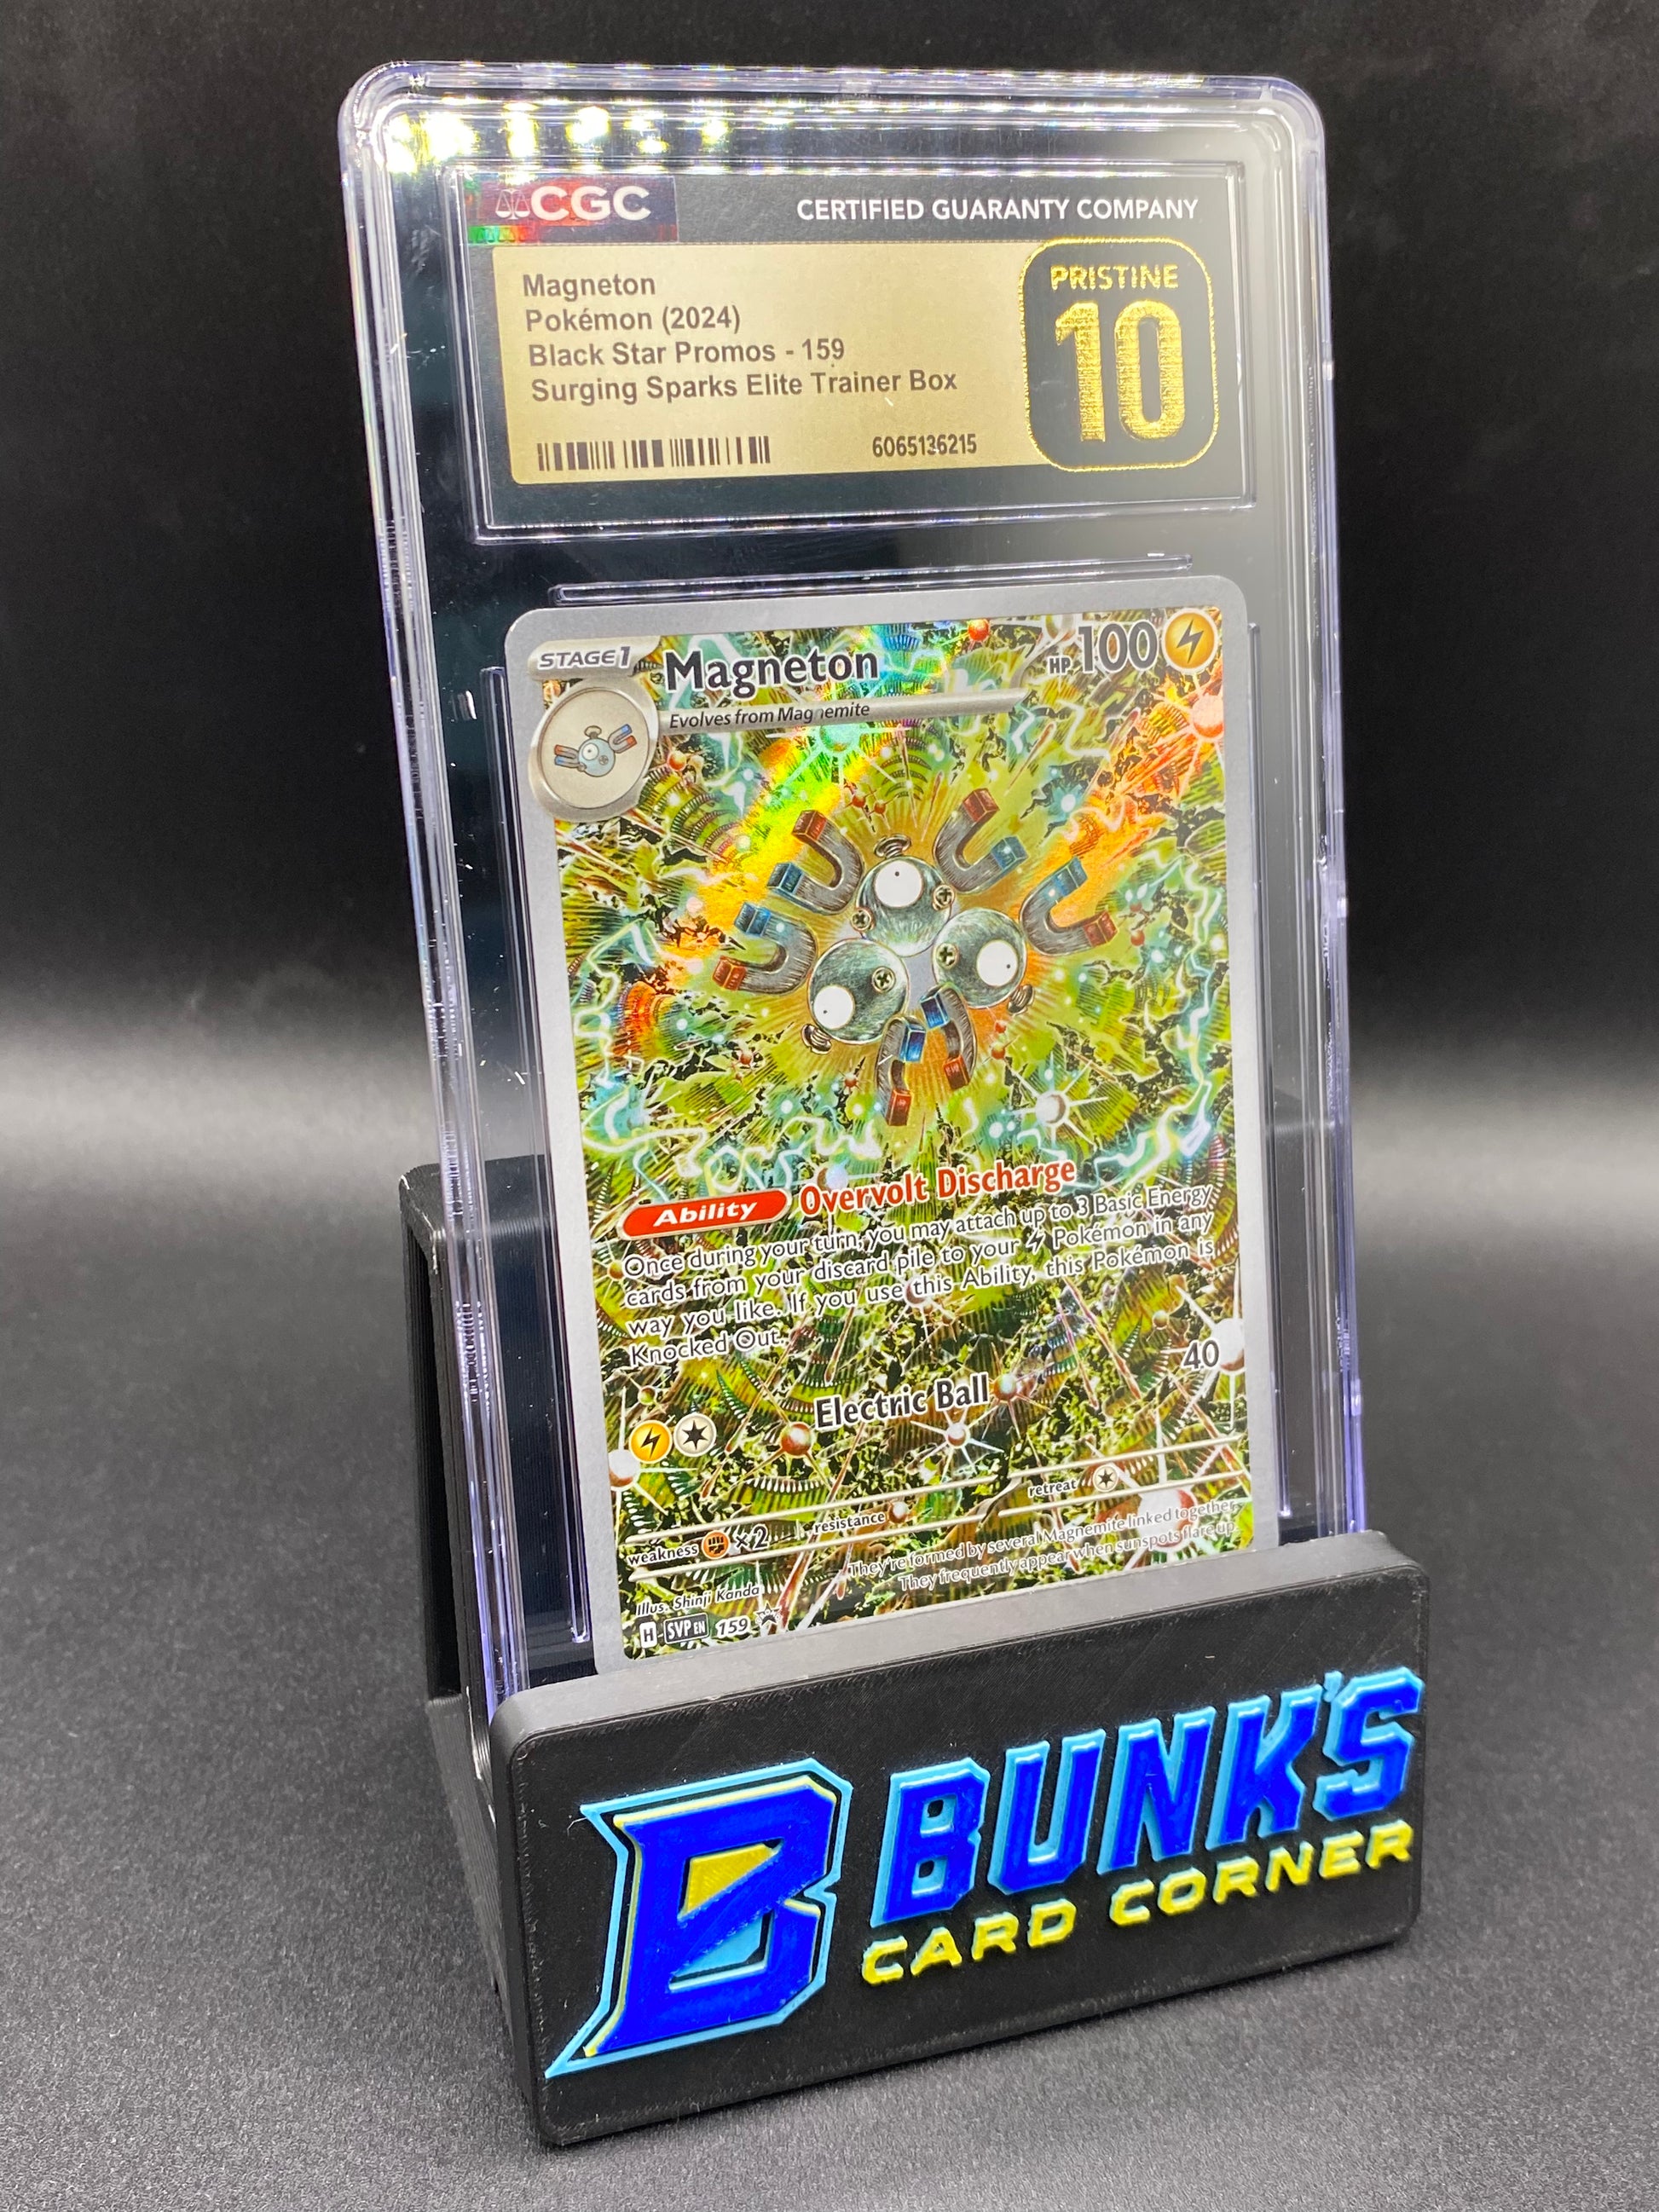 CGC
CERTIFIED GUARANTY COMPANY
Magneton
Pokémon (2024)
Black Star Promos - 159
Surging Sparks Elite Trainer Box
6065136215
PRISTINE
10
STAGE 1
Magneton
HP 100
Evolves from Magnemite
Ability Overvolt Discharge
Once during your turn, you may attach up to 3 Basic Energy
cards from your discard pile to your Pokémon in any
way you like. If you use this Ability, this Pokémon is
Knocked Out.
Electric Ball 40
weakness ×2 resistance retreat
They're formed by several Magnemite linked together.
They frequently appear when sunspots flare up.
Illus. Shinji Kanda
H SVP EN 159
B BUNK'S
CARD CORNER